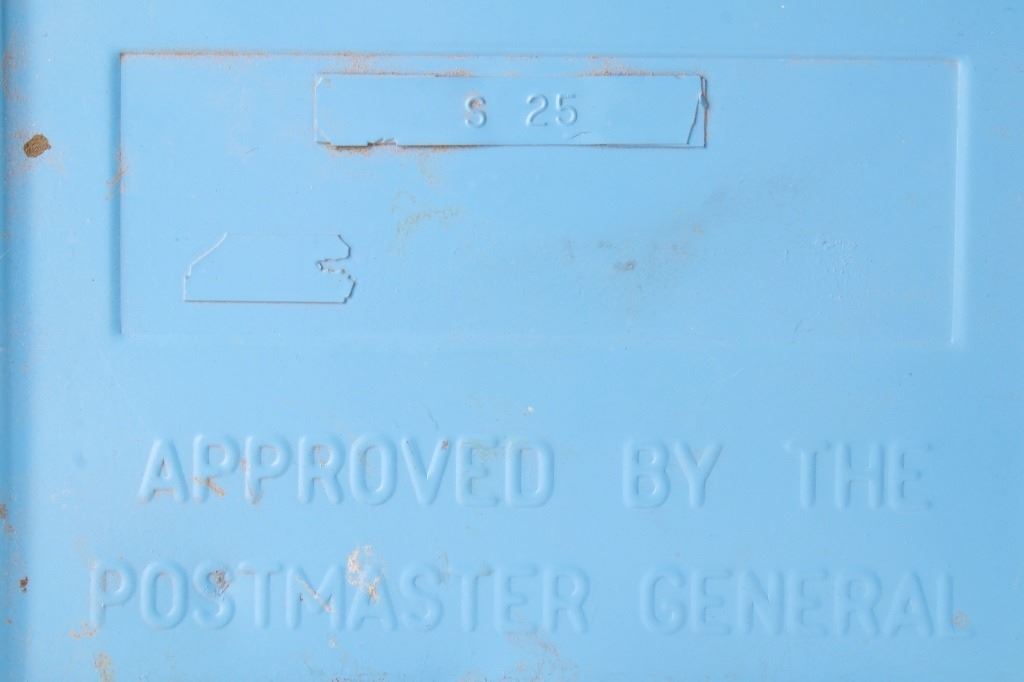 S 25
APPROVED BY THE
POSTMASTER GENERAL